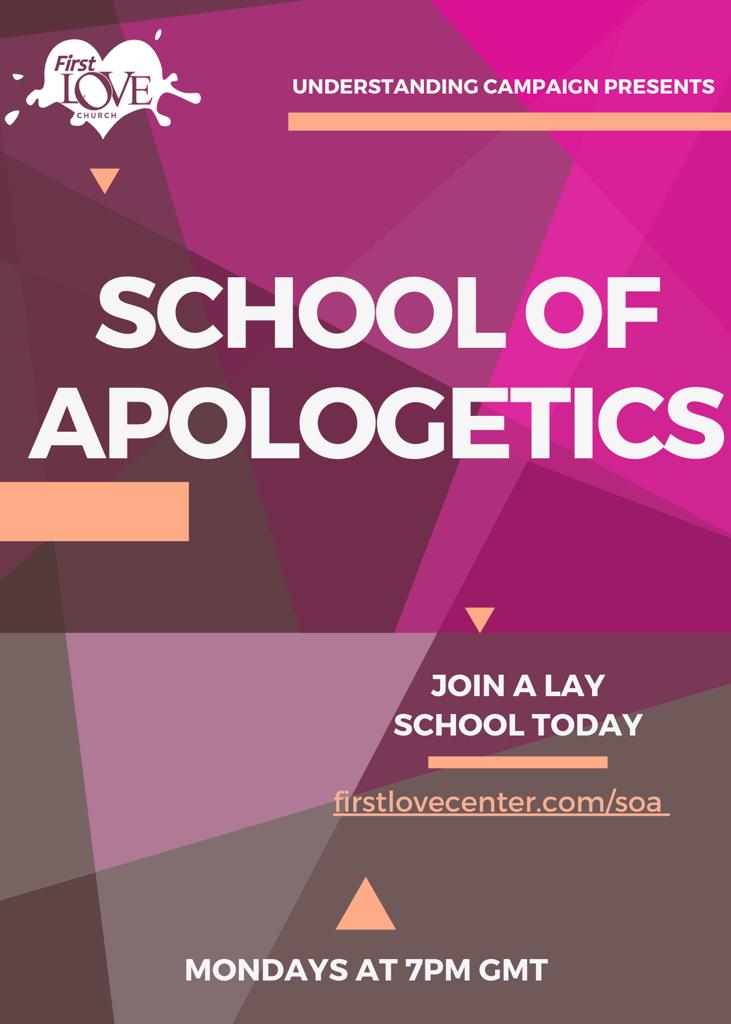 First
LOVE
CHURCH
UNDERSTANDING CAMPAIGN PRESENTS
SCHOOL OF
APOLOGETICS
JOIN A LAY
SCHOOL TODAY
firstlovecenter.com/soa
MONDAYS AT 7PM GMT